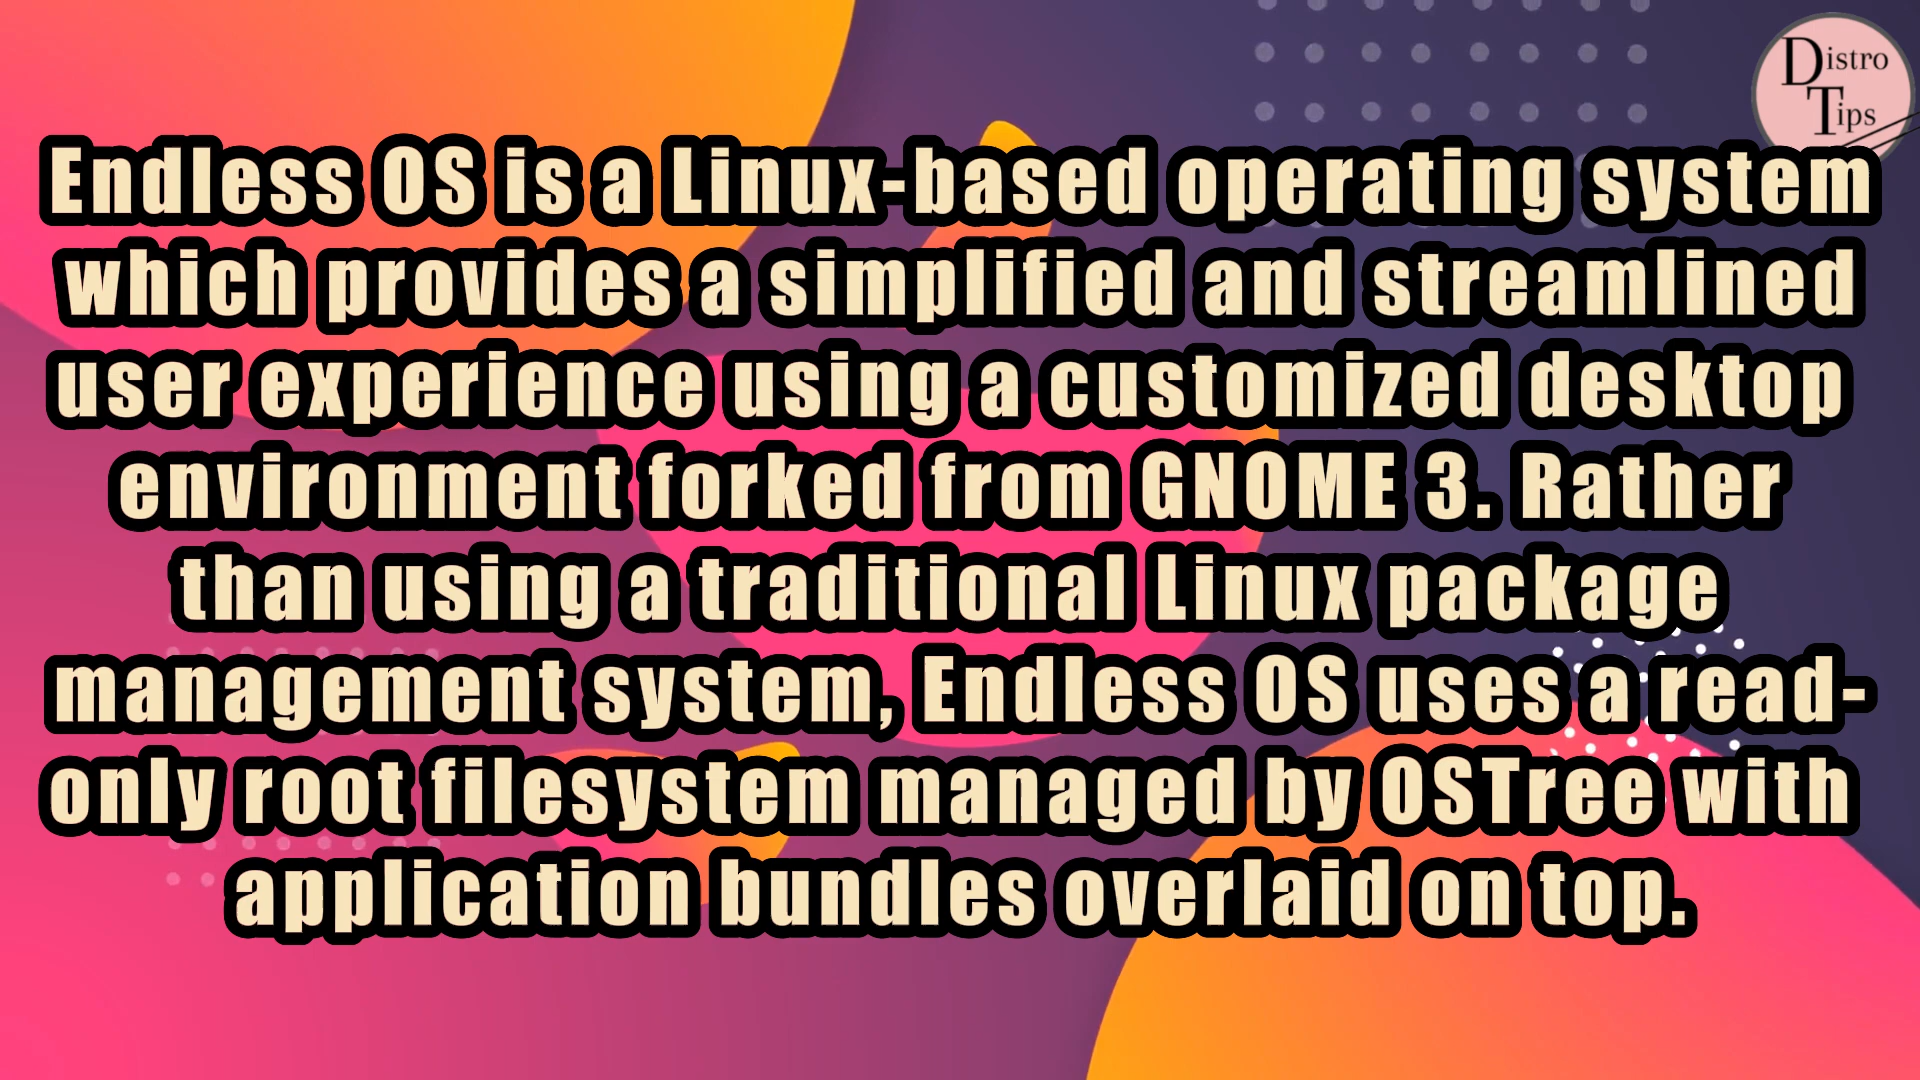 Distro
Tips
Endless OS is a Linux-based operating system
which provides a simplified and streamlined
user experience using a customized desktop
environment forked from GNOME 3. Rather
than using a traditional Linux package
management system, Endless OS uses a read-
only root filesystem managed by OSTree with
application bundles overlaid on top.